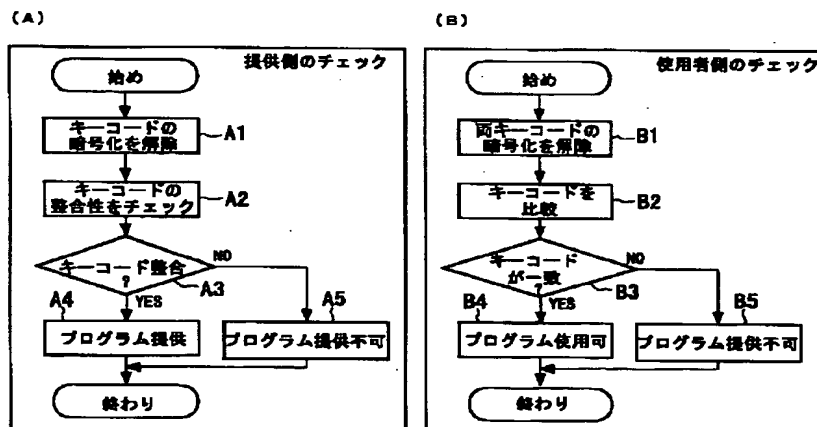 (A)
提供側のチェック
始め
キーコードの
暗号化を解除
A1
キーコードの
整合性をチェック
A2
キーコード整合
?
NO
A3
A4
YES
A5
プログラム提供
プログラム提供不可
終わり
(B)
使用者側のチェック
始め
両キーコードの
暗号化を解除
B1
キーコードを
比較
B2
キーコード
が一致
?
NO
B3
B4
YES
B5
プログラム使用可
プログラム提供不可
終わり